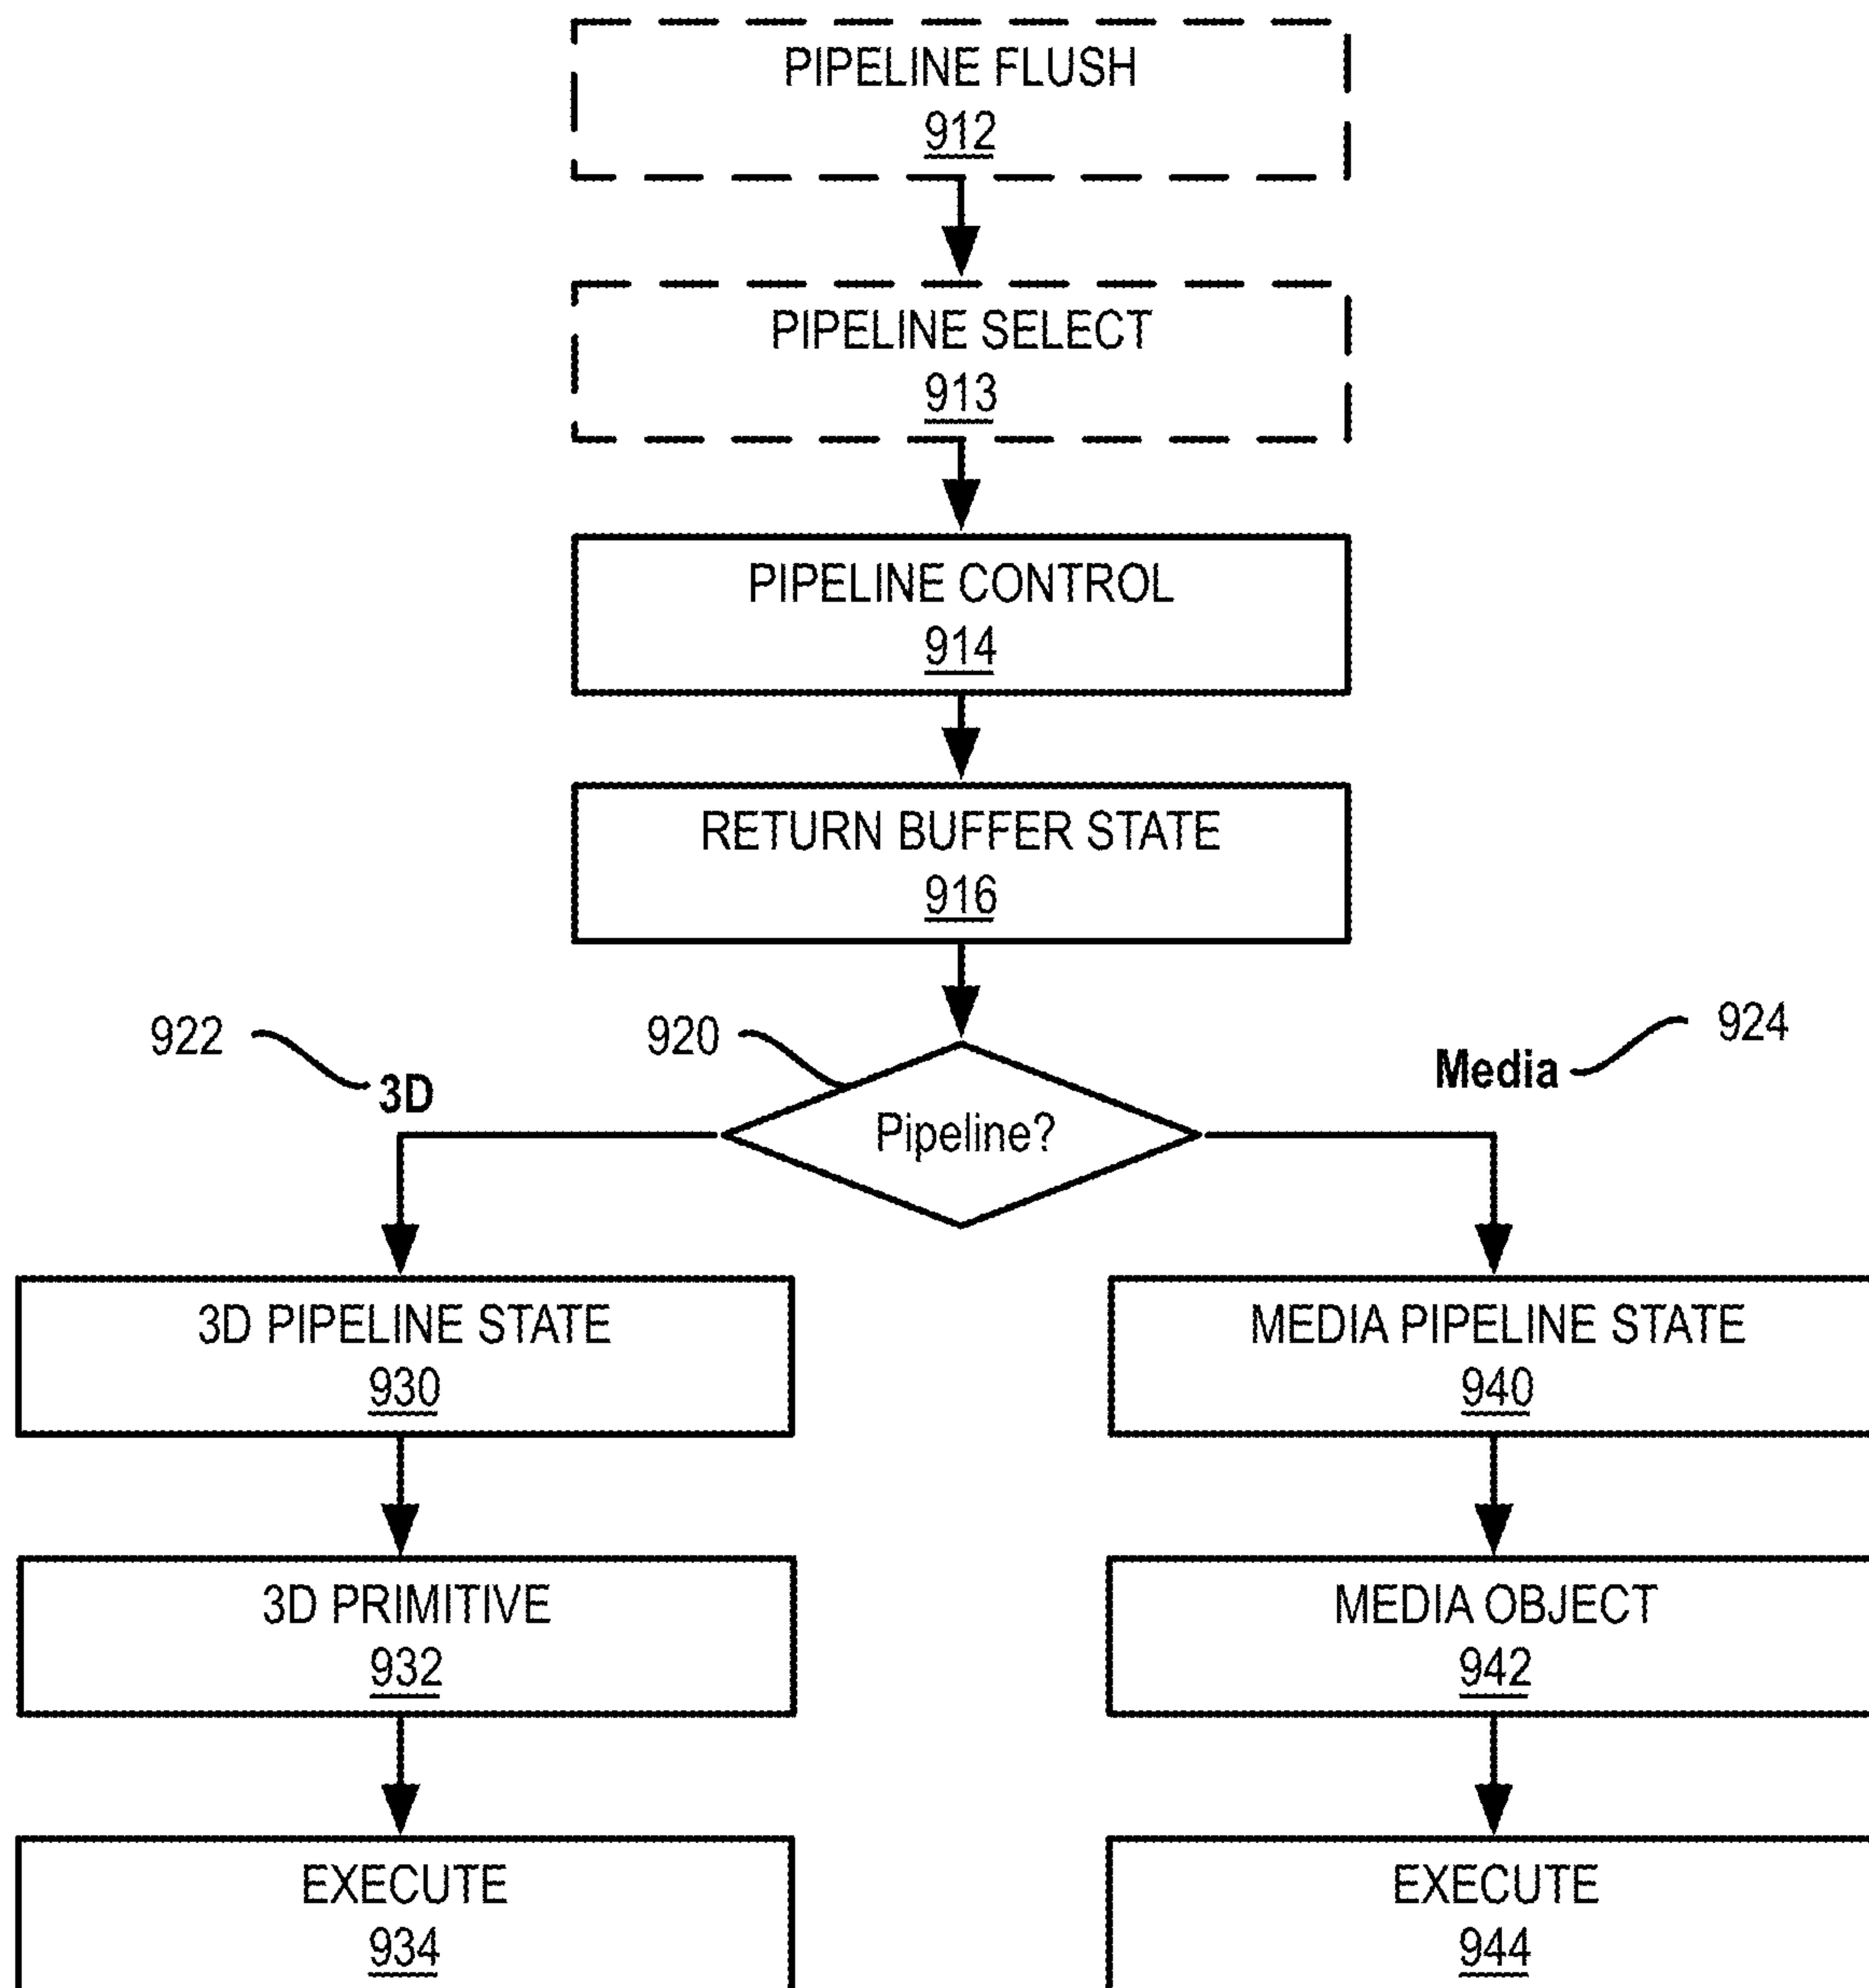 PIPELINE FLUSH
912
PIPELINE SELECT
913
PIPELINE CONTROL
914
RETURN BUFFER STATE
916
922
920
924
3D
Media
Pipeline?
3D PIPELINE STATE
930
MEDIA PIPELINE STATE
940
3D PRIMITIVE
932
MEDIA OBJECT
942
EXECUTE
934
EXECUTE
944